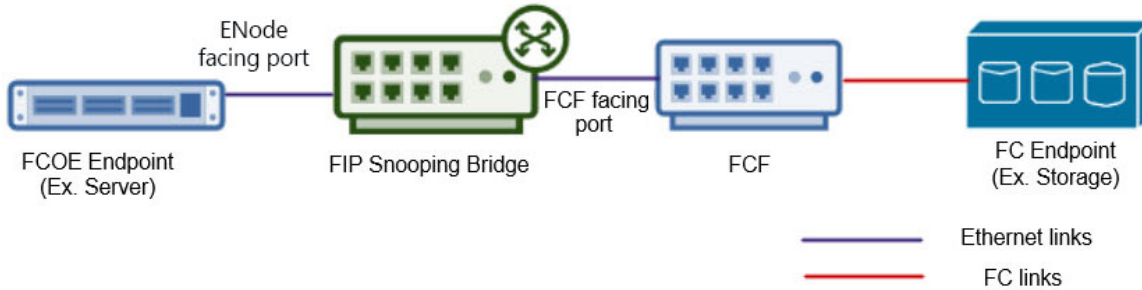 ENode
facing port
FCF facing
port
FCOE Endpoint
(Ex. Server)
FIP Snooping Bridge
FCF
FC Endpoint
(Ex. Storage)
Ethernet links
FC links